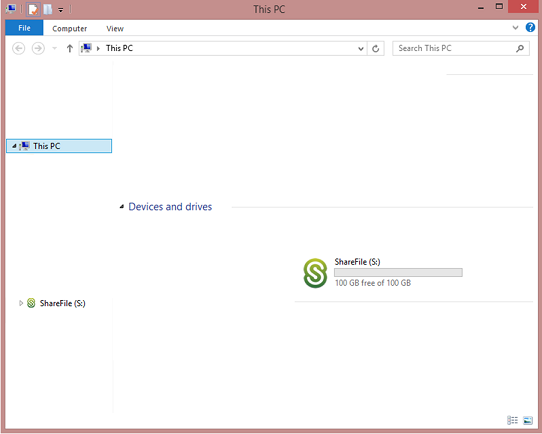 This PC
File Computer View
This PC Search This PC
This PC
Devices and drives
ShareFile (S:)
100 GB free of 100 GB
ShareFile (S:)